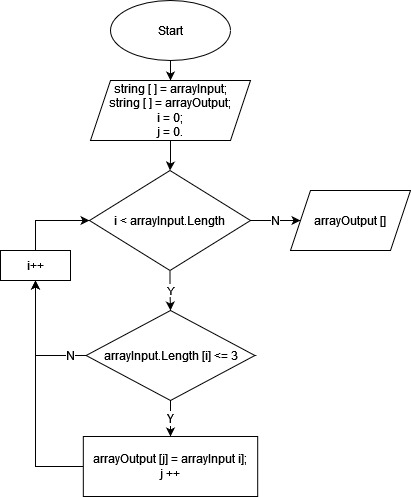 Start
string [ ] = arrayInput;
string [ ] = arrayOutput;
i = 0;
j = 0.
i < arrayInput.Length
N
arrayOutput []
i++
Y
arrayInput.Length [i] <= 3
N
Y
arrayOutput [j] = arrayInput i];
j ++